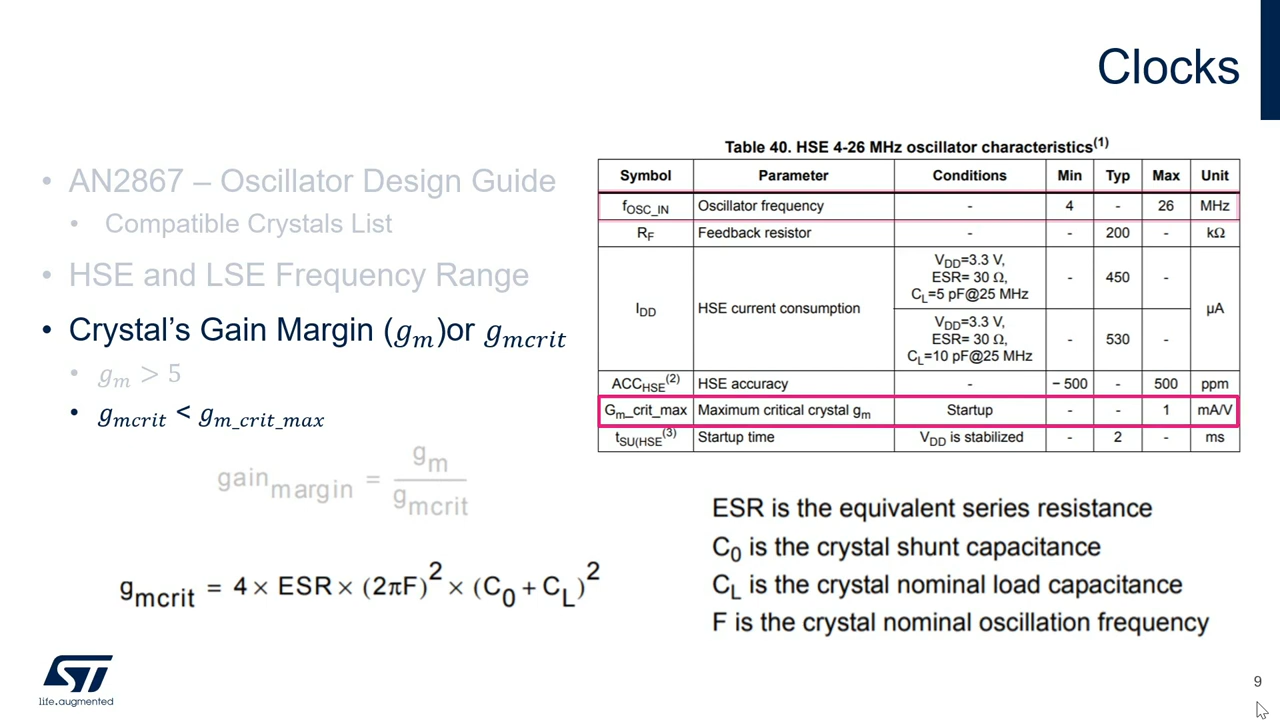 Clocks
• AN2867 – Oscillator Design Guide
• Compatible Crystals List
• HSE and LSE Frequency Range
• Crystal's Gain Margin (gm)or gmcrit
• gm > 5
• gmcrit < gm_crit_max
gainmargin = gm / gmcrit
gmcrit = 4 × ESR × (2πF)² × (C0 + CL)²
Table 40. HSE 4-26 MHz oscillator characteristics(1)
Symbol Parameter Conditions Min Typ Max Unit
fOSC_IN Oscillator frequency - 4 - 26 MHz
RF Feedback resistor - - 200 - kΩ
IDD HSE current consumption VDD=3.3 V, ESR= 30 Ω, CL=5 pF@25 MHz - 450 - µA
VDD=3.3 V, ESR= 30 Ω, CL=10 pF@25 MHz - 530 -
ACCHSE(2) HSE accuracy - − 500 - 500 ppm
Gm_crit_max Maximum critical crystal gm Startup - - 1 mA/V
tSU(HSE(3) Startup time VDD is stabilized - 2 - ms
ESR is the equivalent series resistance
C0 is the crystal shunt capacitance
CL is the crystal nominal load capacitance
F is the crystal nominal oscillation frequency
ST
life.augmented
9